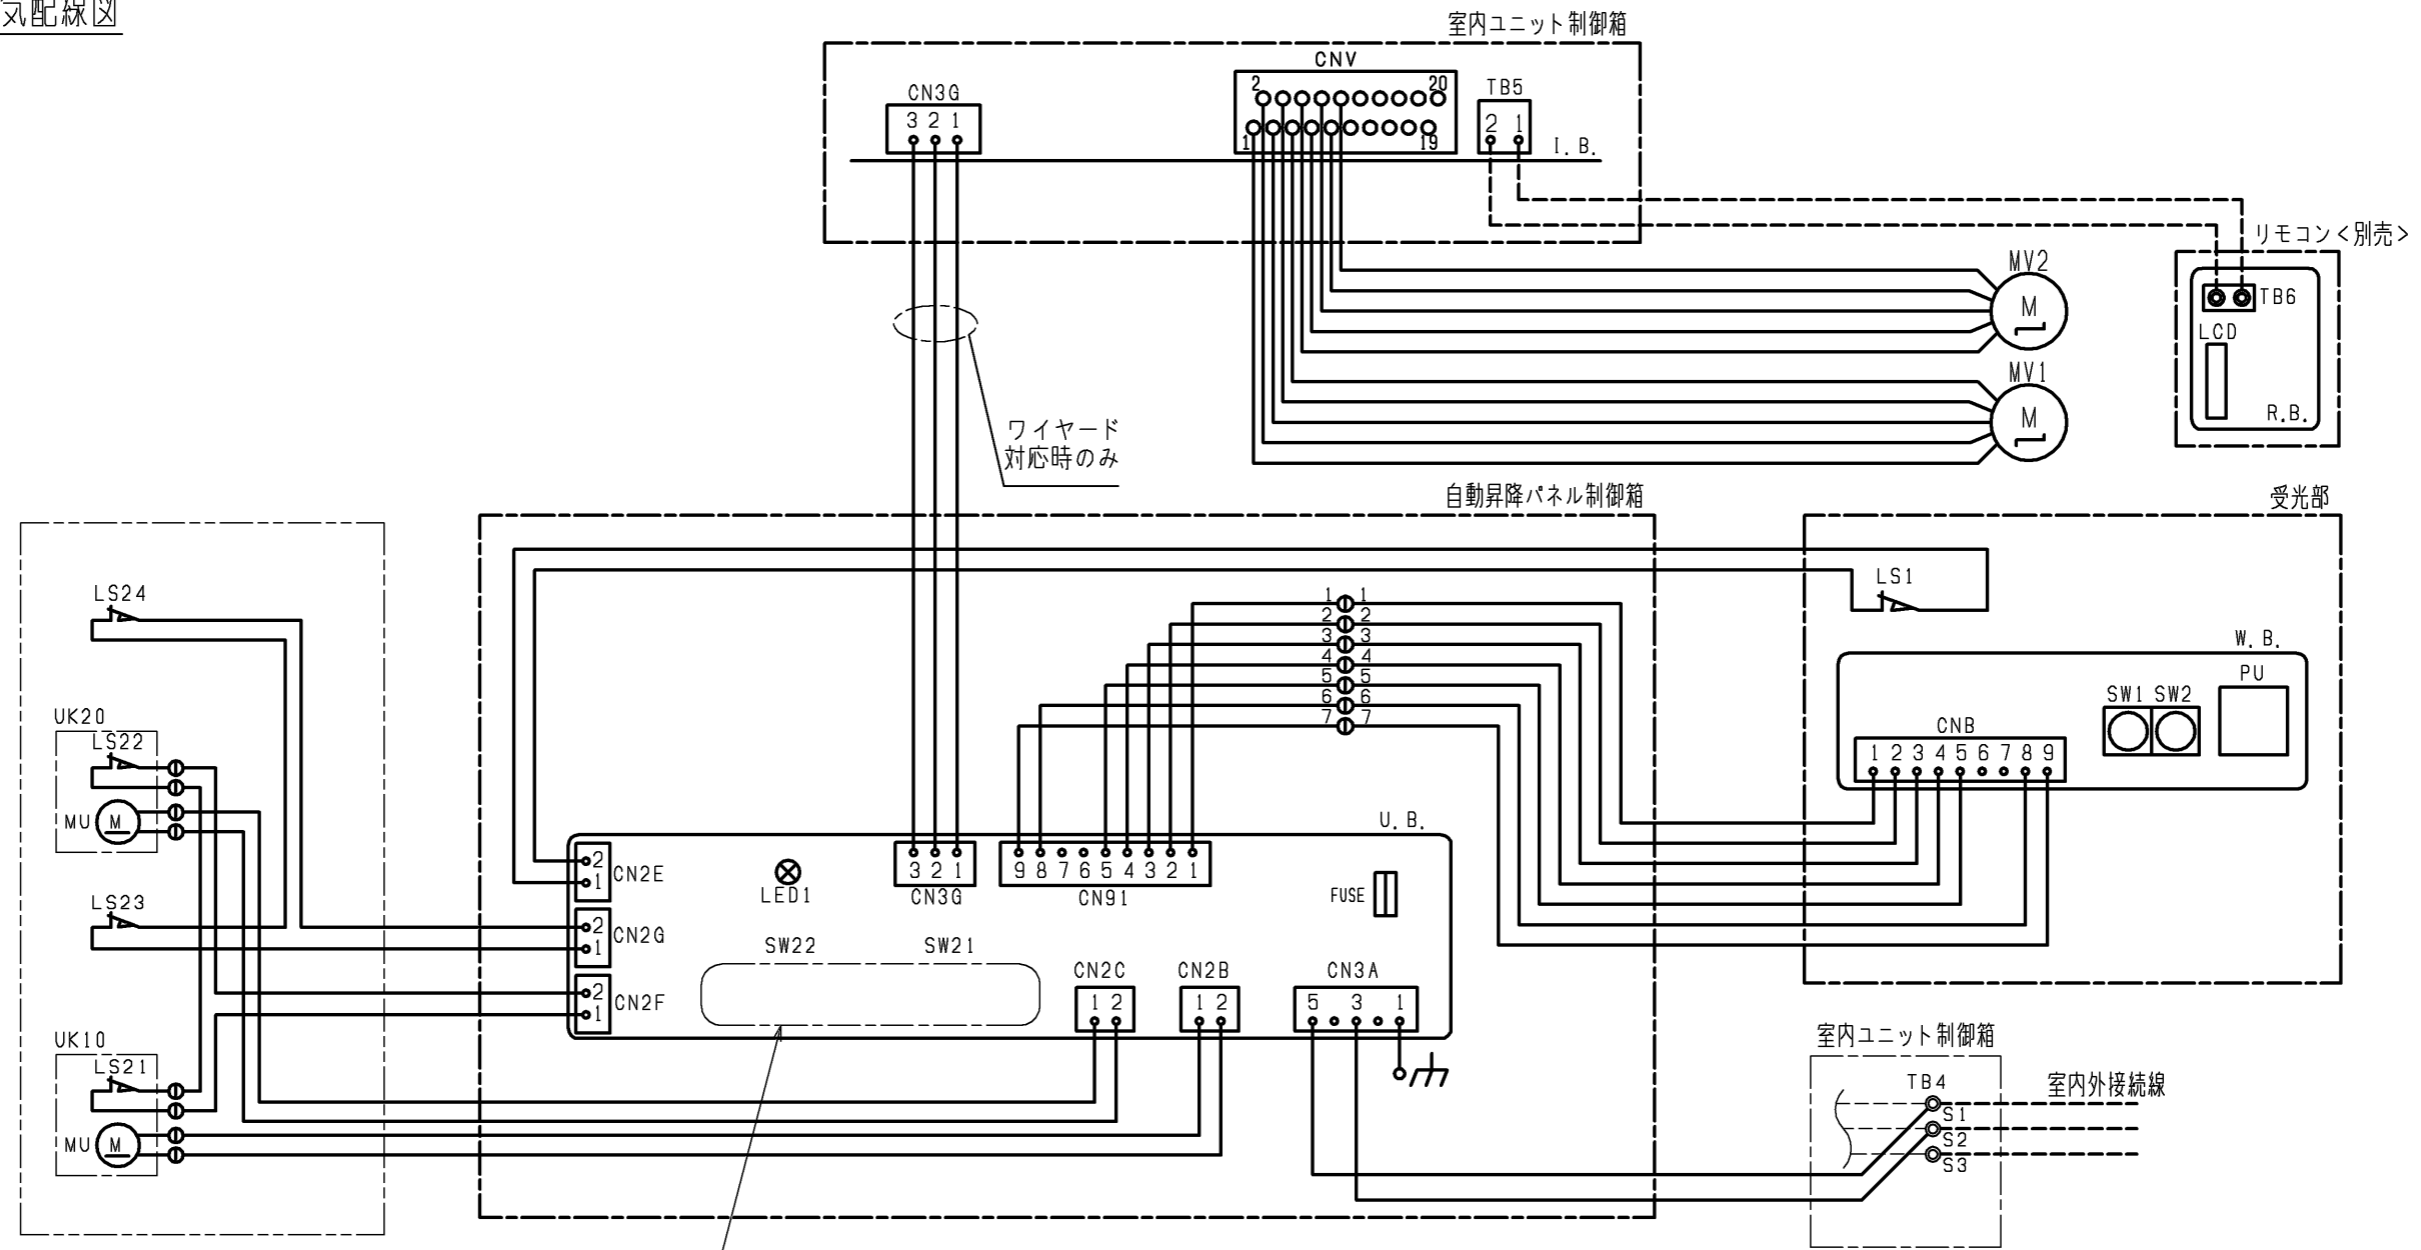 気配線図
室内ユニット制御箱
CNV
2 20
1 19
CN3G
3 2 1
TB5
2 1
I.B.
リモコン<別売>
TB6
LCD
R.B.
MV2
M
MV1
M
ワイヤード
対応時のみ
自動昇降パネル制御箱
受光部
LS1
W.B.
PU
SW1 SW2
CNB
1 2 3 4 5 6 7 8 9
1 1
2 2
3 3
4 4
5 5
6 6
7 7
LS24
UK20
LS22
MU M
LS23
UK10
LS21
MU M
U.B.
2
1
CN2E
2
1
CN2G
2
1
CN2F
LED1
3 2 1
CN3G
9 8 7 6 5 4 3 2 1
CN91
FUSE
SW22 SW21
CN2C
1 2
CN2B
1 2
CN3A
5 3 1
室内ユニット制御箱
TB4
室内外接続線
S1
S2
S3